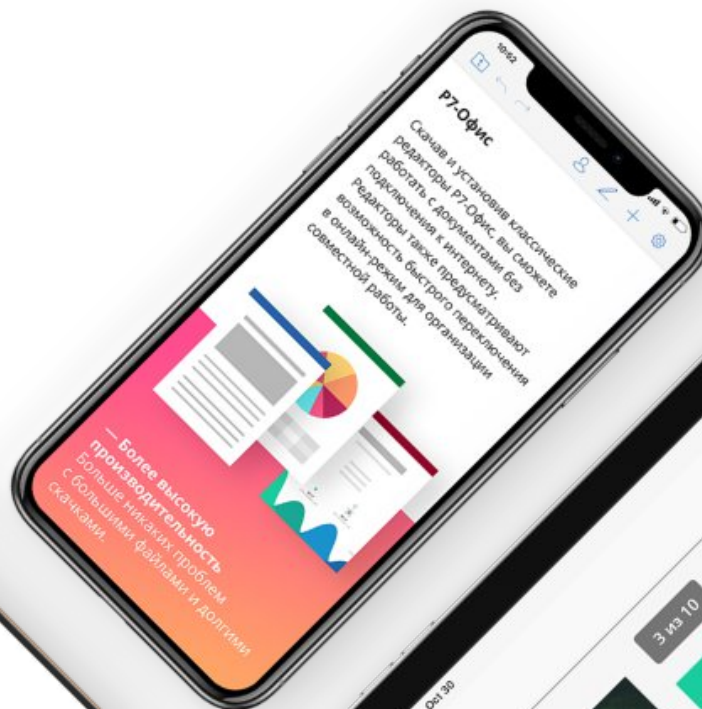 10:52
Р7-Офис
Скачав и установив классические
редакторы Р7-Офис, вы сможете
работать с документами без
подключения к интернету.
Редакторы также предусматривают
возможность быстрого переключения
в онлайн-режим для организации
совместной работы.
— Более высокую
производительность
Больше никаких проблем
с большими файлами и долгими
скачками.
3 из 10
Oct 30